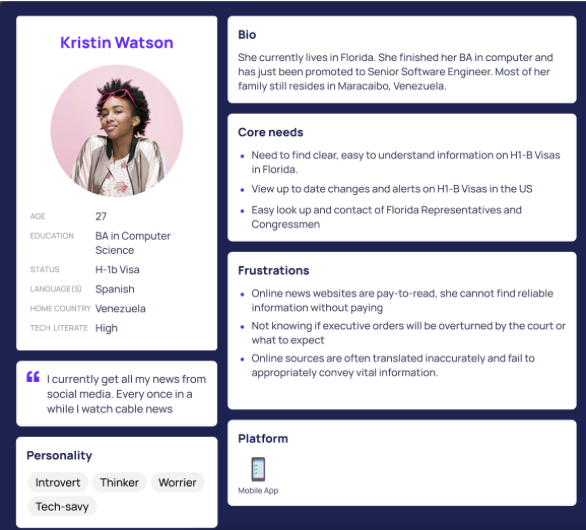 Kristin Watson
AGE 27
EDUCATION BA in Computer
Science
STATUS H-1b Visa
LANGUAGE(S) Spanish
HOME COUNTRY Venezuela
TECH LITERATE High
I currently get all my news from
social media. Every once in a
while I watch cable news
Personality
Introvert Thinker Worrier
Tech-savy
Bio
She currently lives in Florida. She finished her BA in computer and
has just been promoted to Senior Software Engineer. Most of her
family still resides in Maracaibo, Venezuela.
Core needs
• Need to find clear, easy to understand information on H1-B Visas
in Florida.
• View up to date changes and alerts on H1-B Visas in the US
• Easy look up and contact of Florida Representatives and
Congressmen
Frustrations
• Online news websites are pay-to-read, she cannot find reliable
information without paying
• Not knowing if executive orders will be overturned by the court or
what to expect
• Online sources are often translated inaccurately and fail to
appropriately convey vital information.
Platform
Mobile App